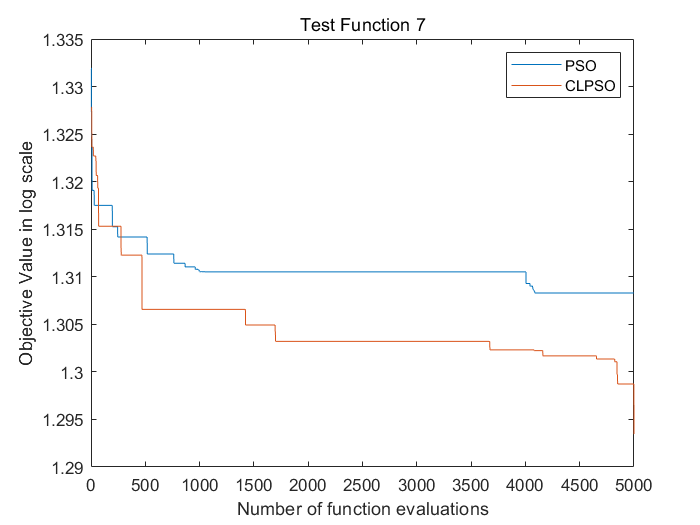 Test Function 7
PSO
CLPSO
Objective Value in log scale
1.335
1.33
1.325
1.32
1.315
1.31
1.305
1.3
1.295
1.29
0 500 1000 1500 2000 2500 3000 3500 4000 4500 5000
Number of function evaluations